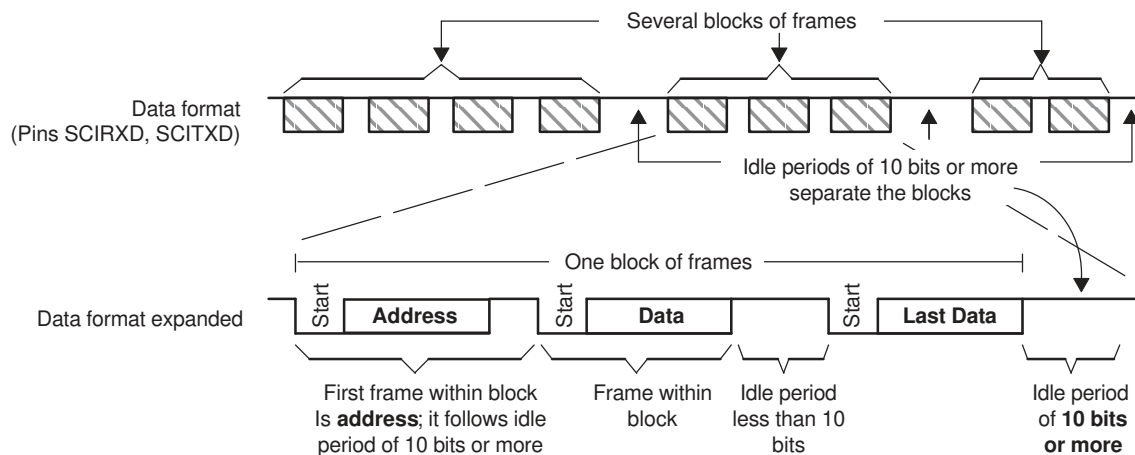 Several blocks of frames
Data format
(Pins SCIRXD, SCITXD)
Idle periods of 10 bits or more
separate the blocks
One block of frames
Data format expanded
Start
Address
Start
Data
Start
Last Data
First frame within block
Is address; it follows idle
period of 10 bits or more
Frame within
block
Idle period
less than 10
bits
Idle period
of 10 bits
or more